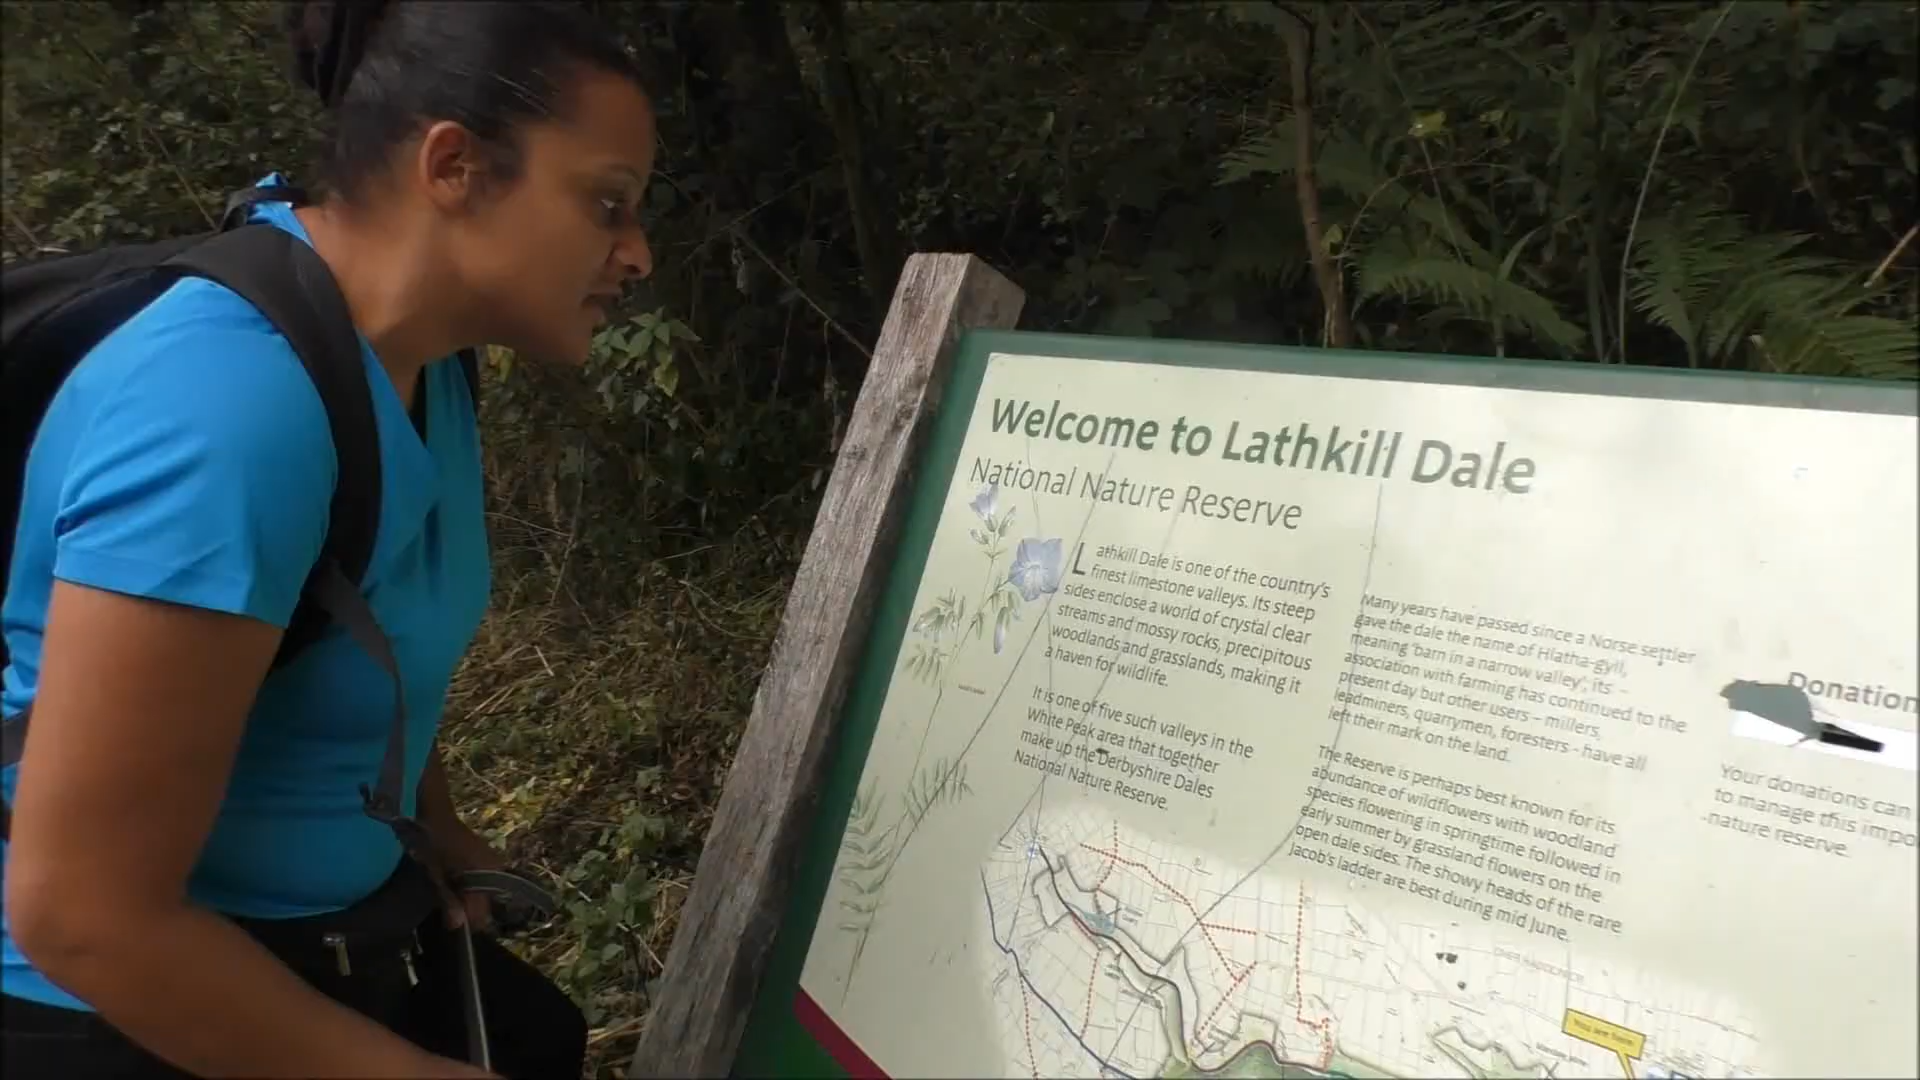 Welcome to Lathkill Dale
National Nature Reserve
Lathkill Dale is one of the country's
finest limestone valleys. Its steep
sides enclose a world of crystal clear
streams and mossy rocks, precipitous
woodlands and grasslands, making it
a haven for wildlife.
It is one of five such valleys in the
White Peak area that together
make up the Derbyshire Dales
National Nature Reserve.
Many years have passed since a Norse settler
gave the dale the name of Hlatha-gyll,
meaning 'barn in a narrow valley', its
association with farming has continued to the
present day but other users - millers,
leadminers, quarrymen, foresters - have all
left their mark on the land.
The Reserve is perhaps best known for its
abundance of wildflowers with woodland
species flowering in springtime followed in
early summer by grassland flowers on the
open dale sides. The showy heads of the rare
Jacob's ladder are best during mid June.
Donation
Your donations can
to manage this impo
nature reserve.
You are here